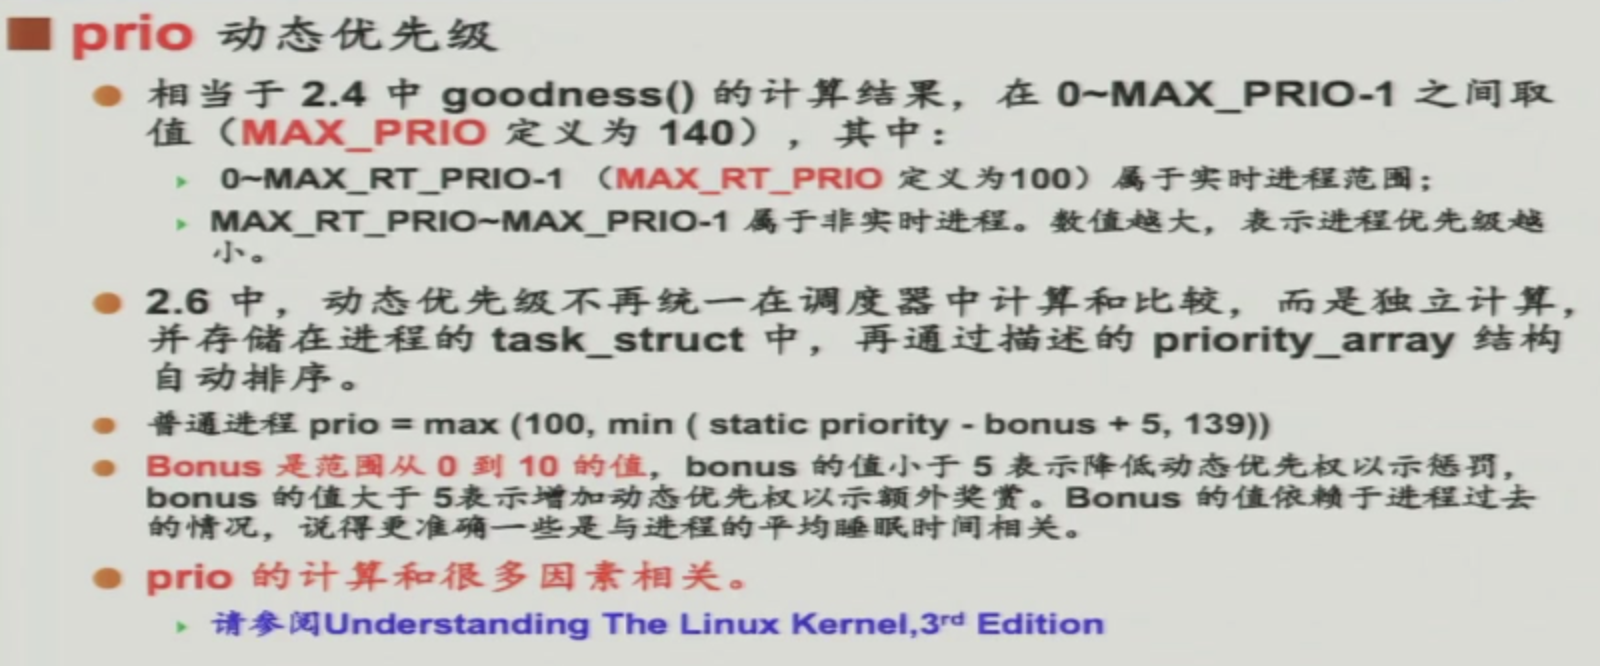 prio 动态优先级
相当于 2.4 中 goodness() 的计算结果，在 0~MAX_PRIO-1 之间取
值（MAX_PRIO 定义为 140），其中：
0~MAX_RT_PRIO-1 （MAX_RT_PRIO 定义为100）属于实时进程范围；
MAX_RT_PRIO~MAX_PRIO-1 属于非实时进程。数值越大，表示进程优先级越
小。
2.6 中，动态优先级不再统一在调度器中计算和比较，而是独立计算，
并存储在进程的 task_struct 中，再通过描述的 priority_array 结构
自动排序。
普通进程 prio = max (100, min ( static priority - bonus + 5, 139))
Bonus 是范围从 0 到 10 的值，bonus 的值小于 5 表示降低动态优先权以示惩罚，
bonus 的值大于 5表示增加动态优先权以示额外奖赏。Bonus 的值依赖于进程过去
的情况，说得更准确一些是与进程的平均睡眠时间相关。
prio 的计算和很多因素相关。
请参阅Understanding The Linux Kernel,3rd Edition